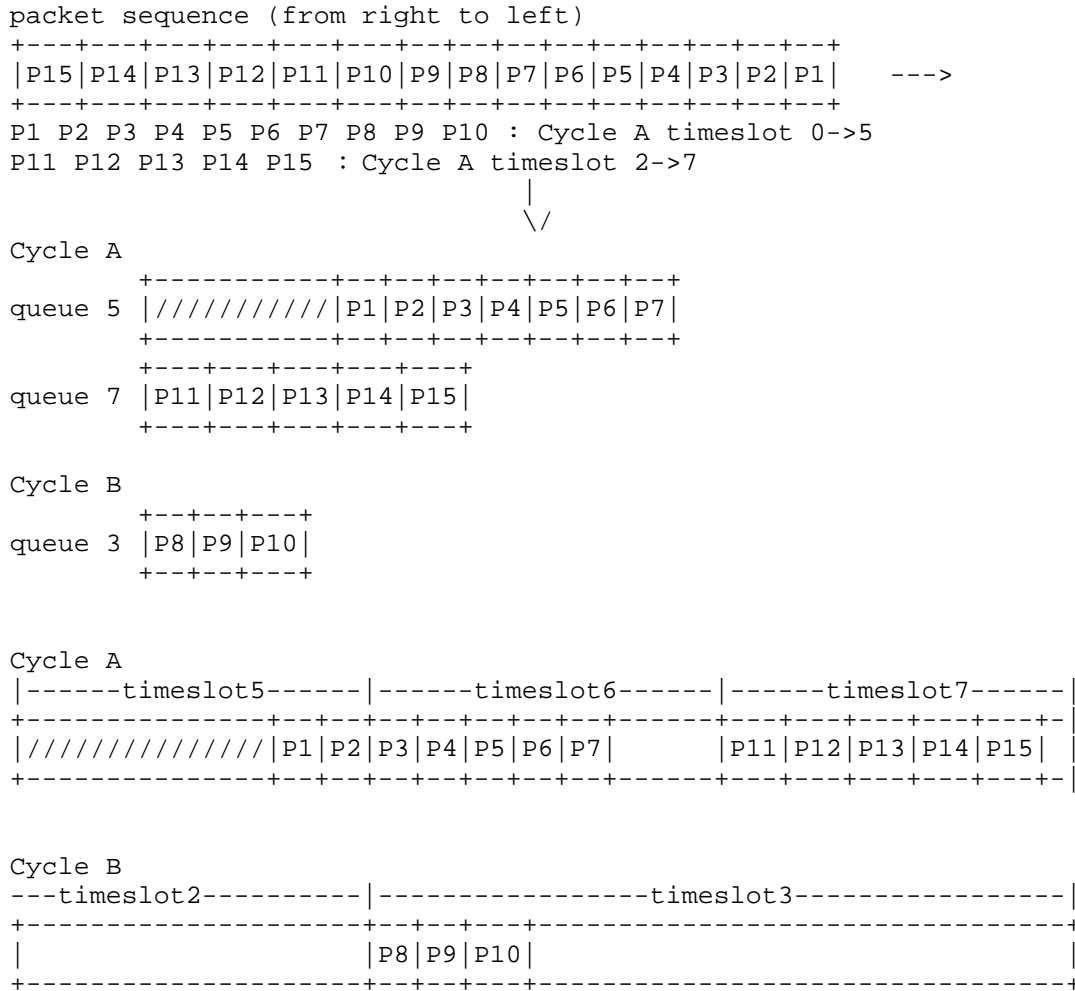 packet sequence (from right to left)
+---+---+---+---+---+---+--+--+--+--+--+--+--+--+--+
|P15|P14|P13|P12|P11|P10|P9|P8|P7|P6|P5|P4|P3|P2|P1|   --->
+---+---+---+---+---+---+--+--+--+--+--+--+--+--+--+
P1 P2 P3 P4 P5 P6 P7 P8 P9 P10 : Cycle A timeslot 0->5
P11 P12 P13 P14 P15 : Cycle A timeslot 2->7
                                |
                                \/
Cycle A
        +-----------+--+--+--+--+--+--+--+
queue 5 |///////////|P1|P2|P3|P4|P5|P6|P7|
        +-----------+--+--+--+--+--+--+--+
        +---+---+---+---+---+
queue 7 |P11|P12|P13|P14|P15|
        +---+---+---+---+---+
Cycle B
        +--+--+---+
queue 3 |P8|P9|P10|
        +--+--+---+
Cycle A
|------timeslot5------|------timeslot6------|------timeslot7------|
+---------------+--+--+--+--+--+--+--+------+---+---+---+---+---+-|
|///////////////|P1|P2|P3|P4|P5|P6|P7|      |P11|P12|P13|P14|P15| |
+---------------+--+--+--+--+--+--+--+------+---+---+---+---+---+-|
Cycle B
---timeslot2----------|-----------------timeslot3-----------------|
+---------------------+--+--+---+---------------------------------+
|                     |P8|P9|P10|                                 |
+---------------------+--+--+---+---------------------------------+